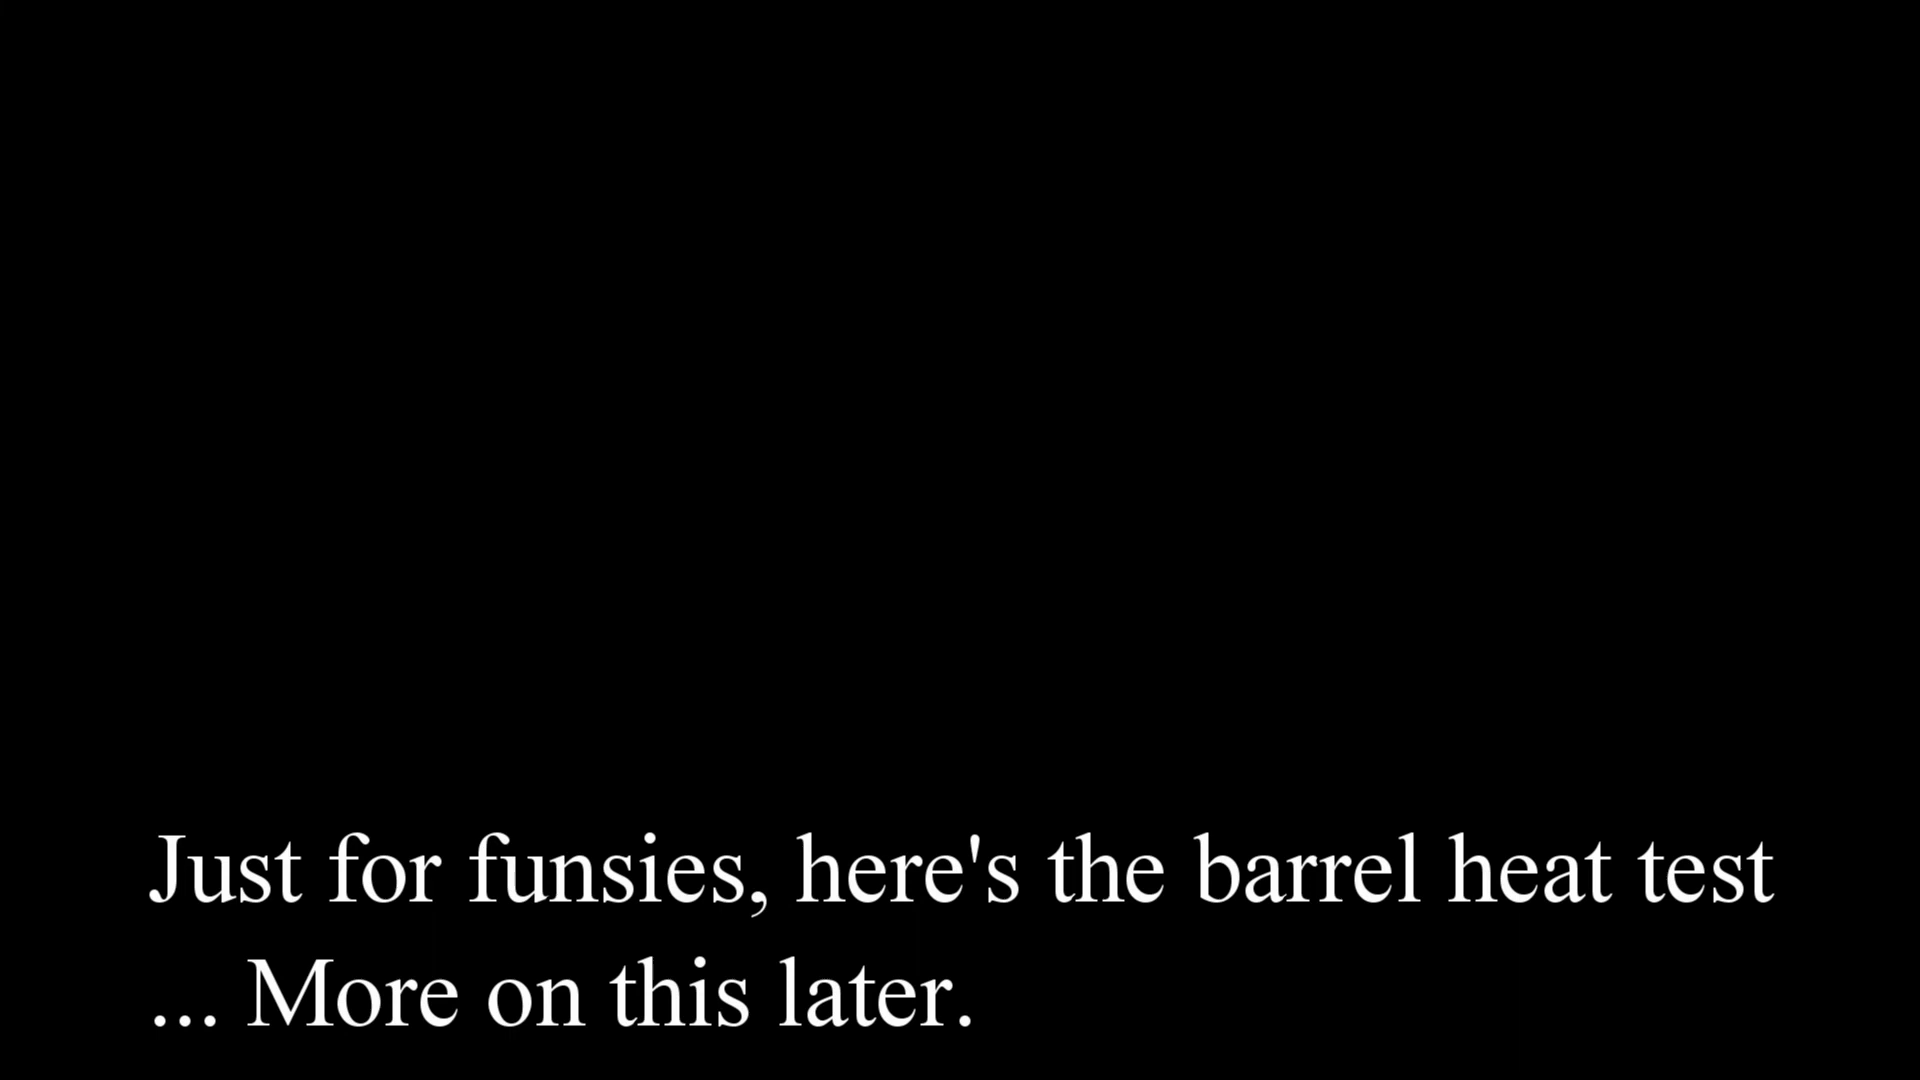 Just for funsies, here's the barrel heat test
... More on this later.